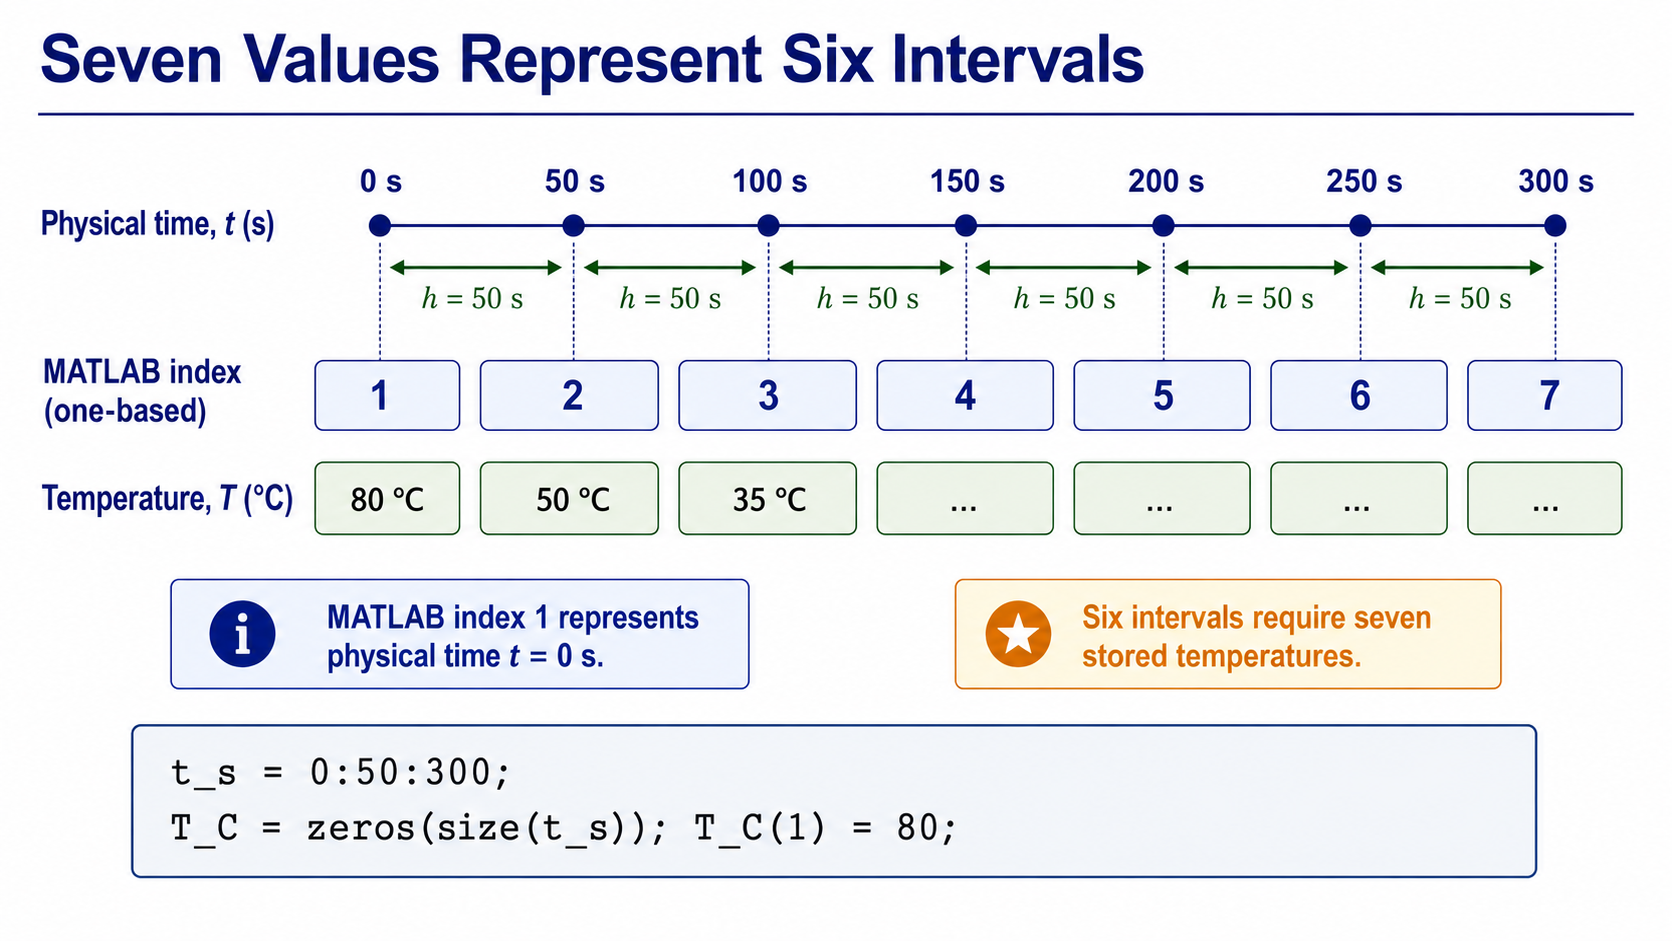 Seven Values Represent Six Intervals
0 s 50 s 100 s 150 s 200 s 250 s 300 s
Physical time, t (s)
h = 50 s h = 50 s h = 50 s h = 50 s h = 50 s h = 50 s
MATLAB index
(one-based)
1 2 3 4 5 6 7
Temperature, T (°C) 80 °C 50 °C 35 °C ... ... ... ...
MATLAB index 1 represents
physical time t = 0 s.
Six intervals require seven
stored temperatures.
t_s = 0:50:300;
T_C = zeros(size(t_s)); T_C(1) = 80;